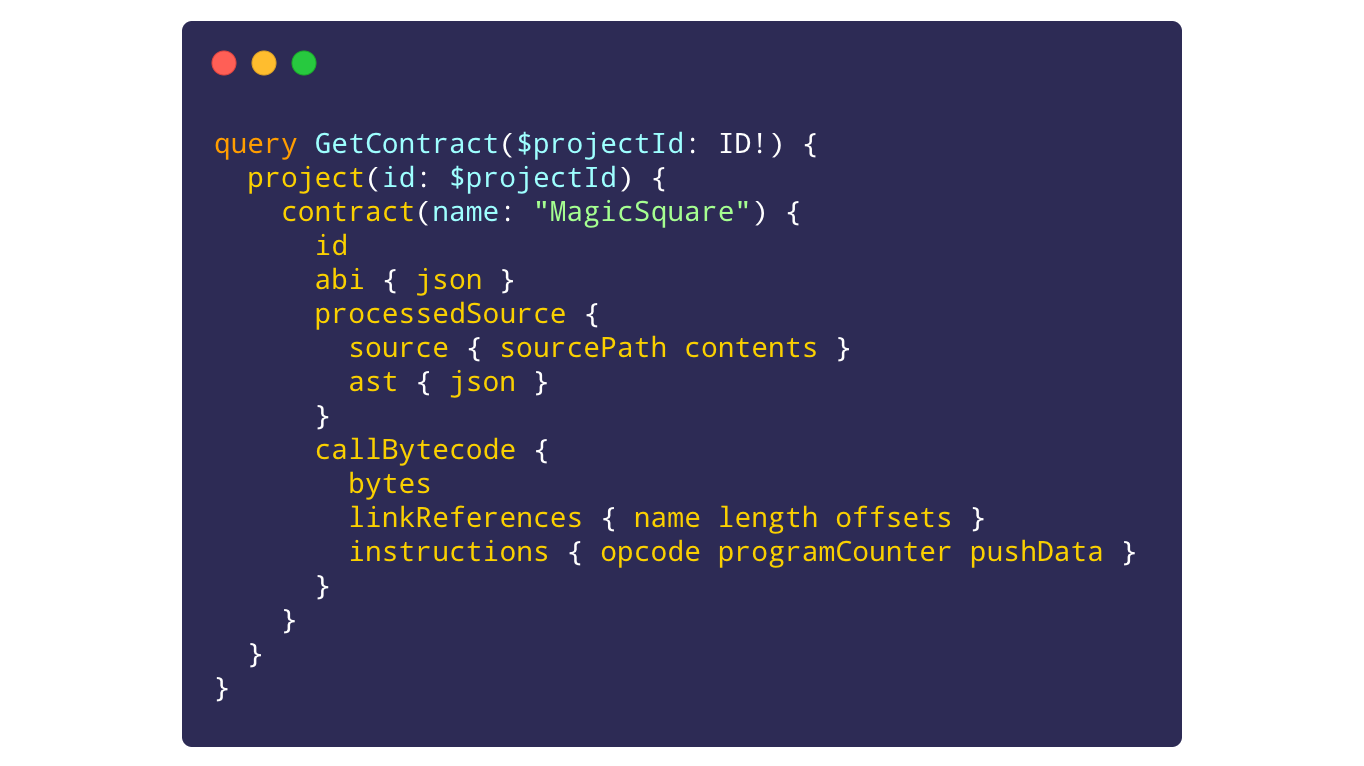 query GetContract($projectId: ID!) {
  project(id: $projectId) {
    contract(name: "MagicSquare") {
      id
      abi { json }
      processedSource {
        source { sourcePath contents }
        ast { json }
      }
      callBytecode {
        bytes
        linkReferences { name length offsets }
        instructions { opcode programCounter pushData }
      }
    }
  }
}